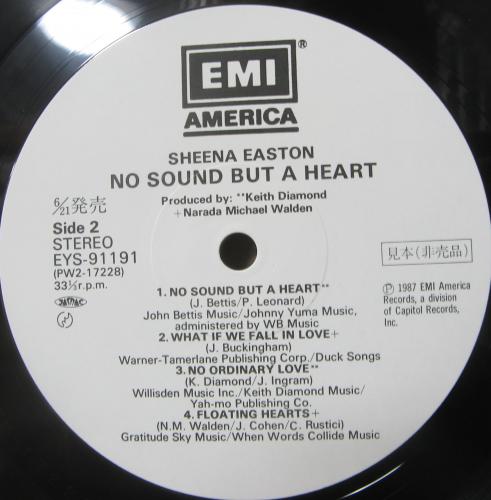 EMI®
AMERICA
SHEENA EASTON
NO SOUND BUT A HEART
Produced by: **Keith Diamond
+Narada Michael Walden
6/21発売
Side 2
STEREO
EYS-91191
(PW2-17228)
33⅓r.p.m.
JASRAC
見本(非売品)
Ⓟ1987 EMI America
Records, a division
of Capitol Records,
Inc.
1. NO SOUND BUT A HEART**
(J. Bettis/P. Leonard)
John Bettis Music/Johnny Yuma Music,
administered by WB Music
2. WHAT IF WE FALL IN LOVE+
(J. Buckingham)
Warner-Tamerlane Publishing Corp./Duck Songs
3. NO ORDINARY LOVE**
(K. Diamond/J. Ingram)
Willisden Music Inc./Keith Diamond Music/
Yah-mo Publishing Co.
4. FLOATING HEARTS+
(N.M. Walden/J. Cohen/C. Rustici)
Gratitude Sky Music/When Words Collide Music